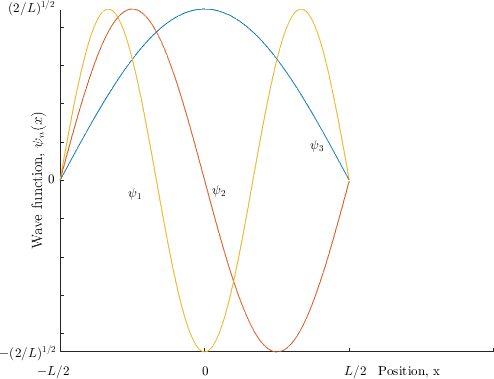 (2/L)^{1/2}
Wave function, ψ_n(x)
ψ_3
0
ψ_1
ψ_2
−(2/L)^{1/2}
−L/2
0
L/2
Position, x